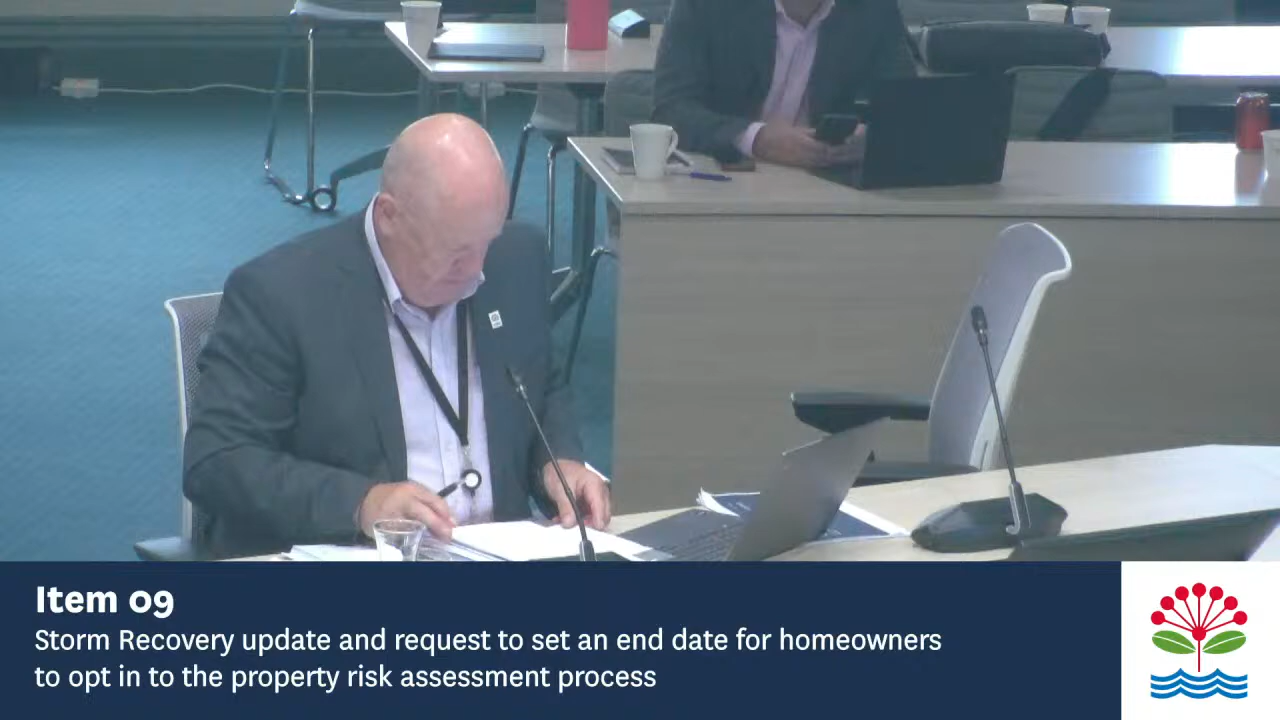 Item 09
Storm Recovery update and request to set an end date for homeowners
to opt in to the property risk assessment process